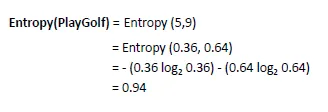 Entropy(PlayGolf) = Entropy (5,9)
= Entropy (0.36, 0.64)
= - (0.36 log₂ 0.36) - (0.64 log₂ 0.64)
= 0.94